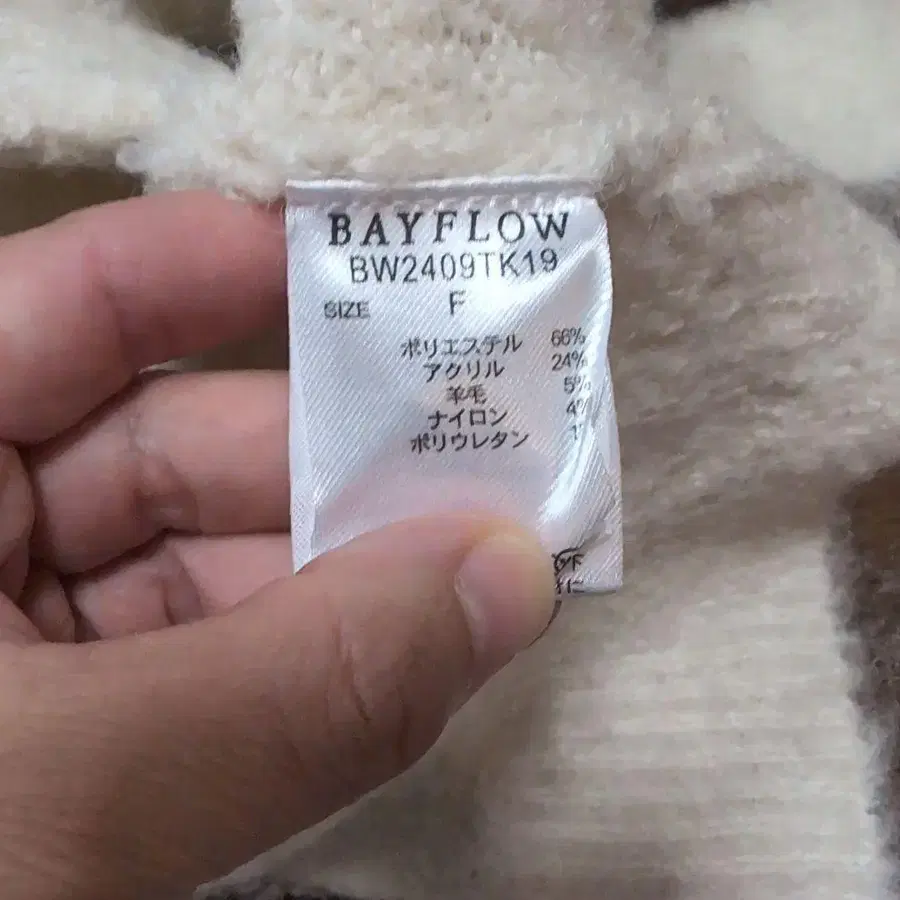 BAYFLOW
BW2409TK19
SIZE F
ポリエステル 66%
アクリル 24%
羊毛 5%
ナイロン 4%
ポリウレタン